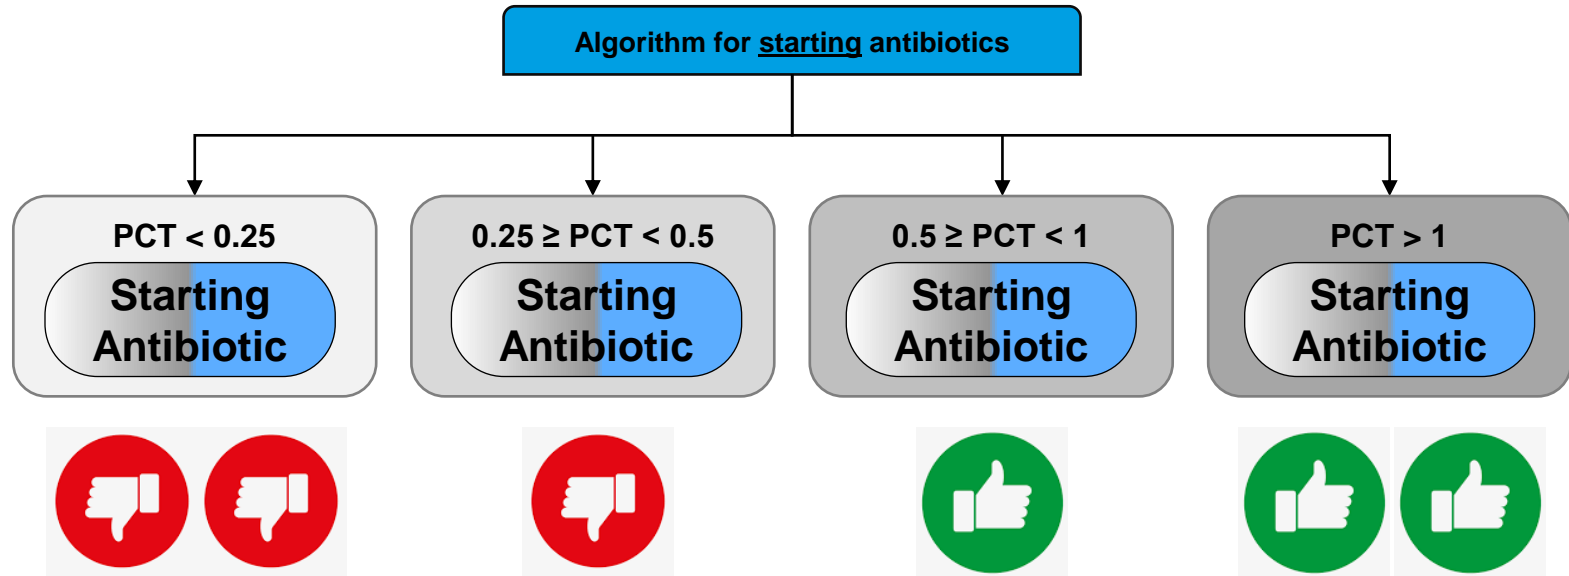 Algorithm for starting antibiotics
PCT < 0.25
Starting
Antibiotic
0.25 ≥ PCT < 0.5
Starting
Antibiotic
0.5 ≥ PCT < 1
Starting
Antibiotic
PCT > 1
Starting
Antibiotic